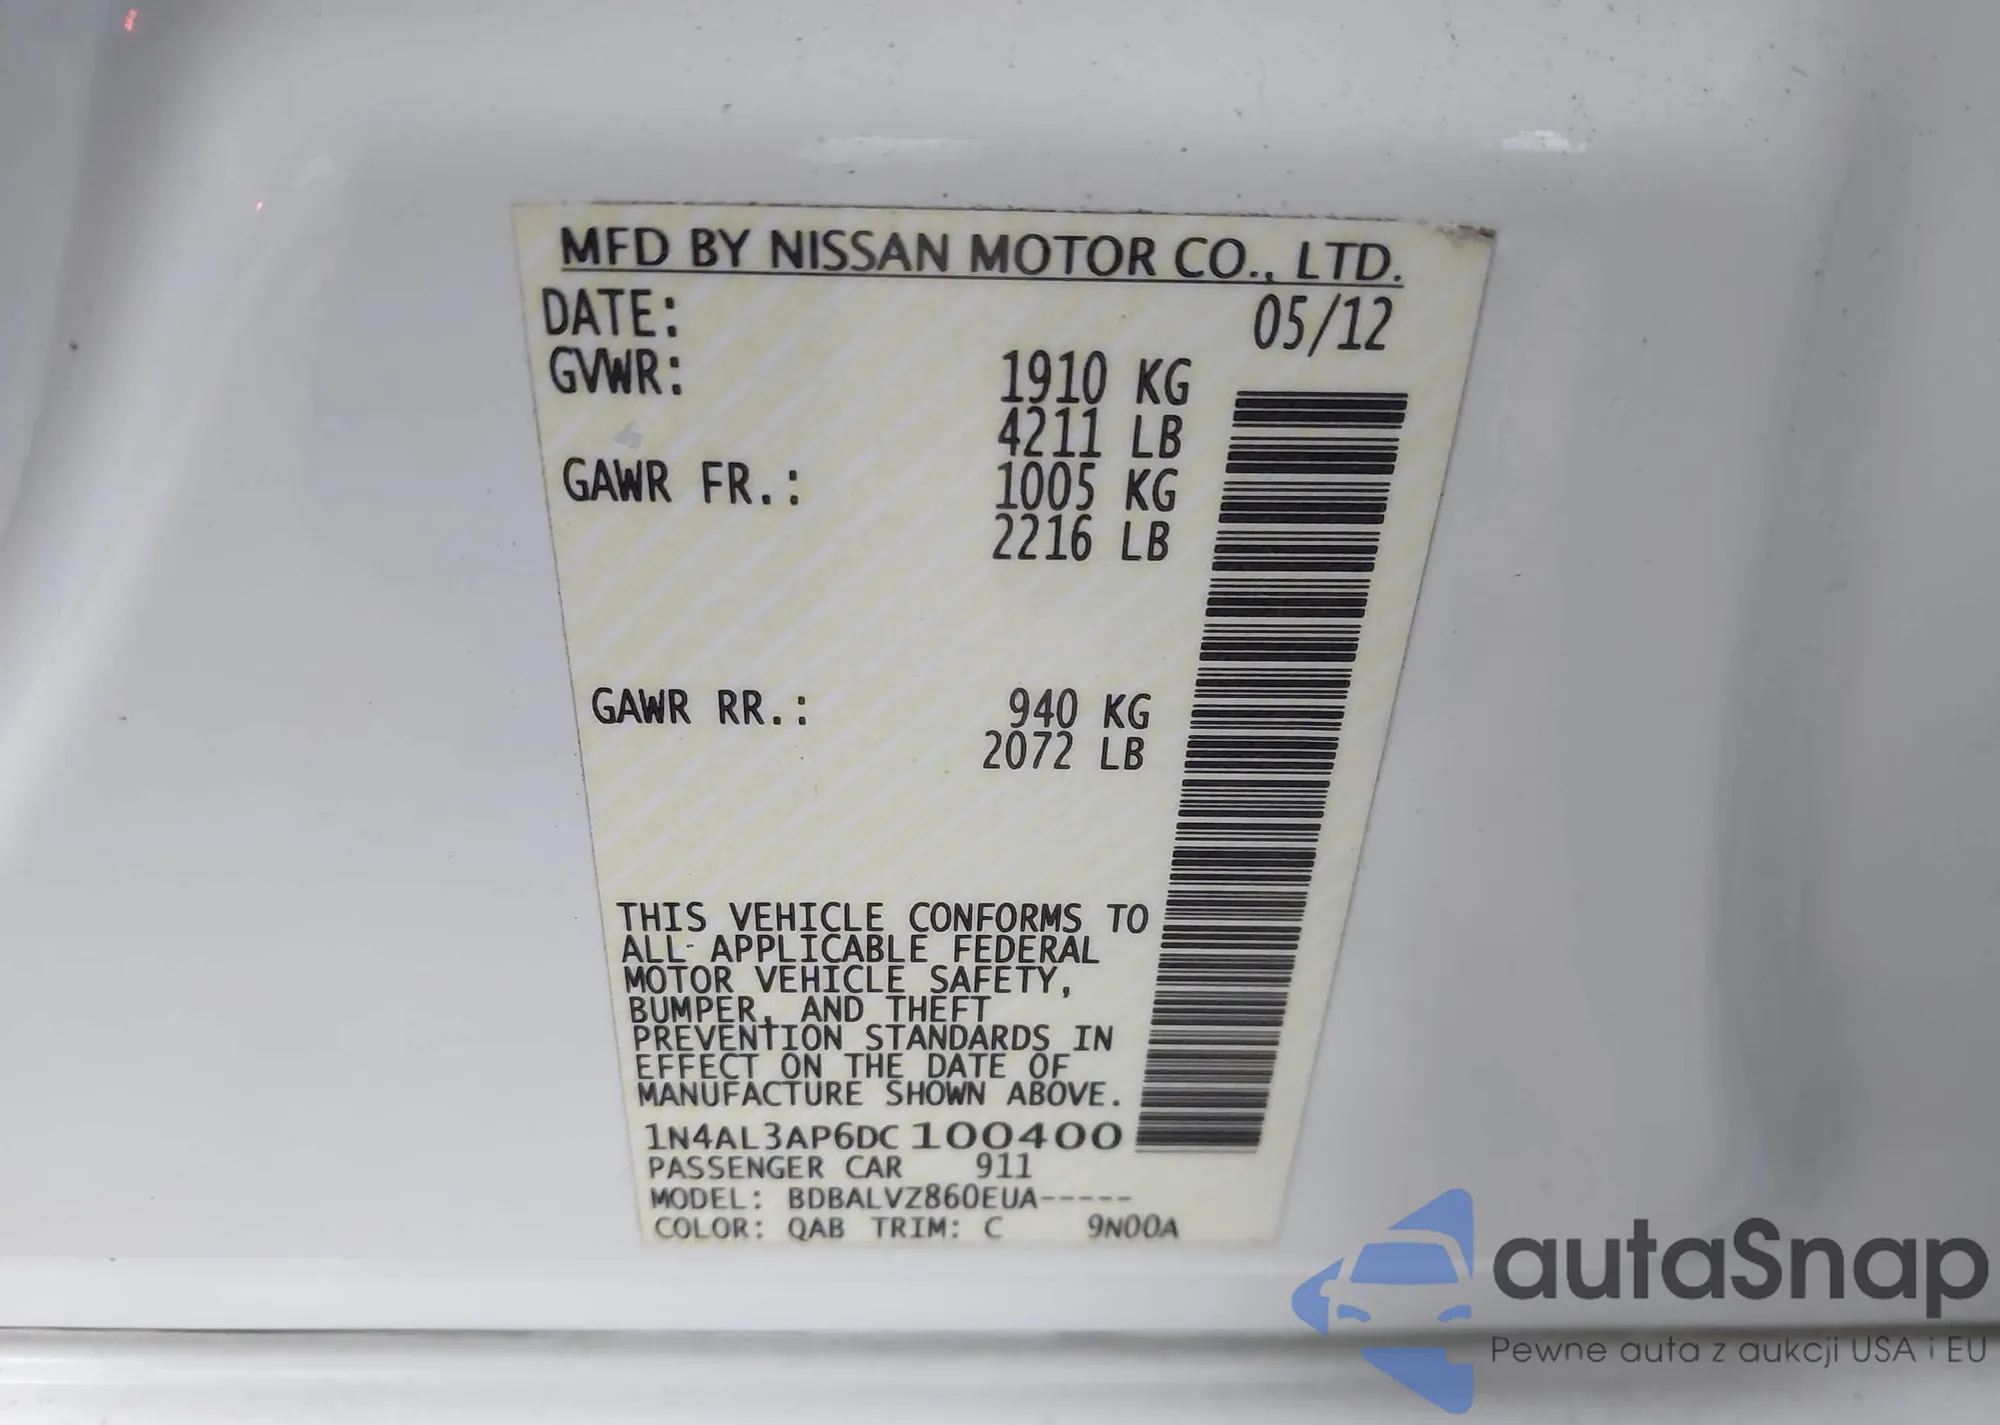 MFD BY NISSAN MOTOR CO., LTD.
DATE: 05/12
GVWR: 1910 KG
4211 LB
GAWR FR.: 1005 KG
2216 LB
GAWR RR.: 940 KG
2072 LB
THIS VEHICLE CONFORMS TO
ALL APPLICABLE FEDERAL
MOTOR VEHICLE SAFETY,
BUMPER, AND THEFT
PREVENTION STANDARDS IN
EFFECT ON THE DATE OF
MANUFACTURE SHOWN ABOVE.
1N4AL3AP6DC100400
PASSENGER CAR 911
MODEL: BDBALVZ860EUA-----
COLOR: QAB TRIM: C 9N00A
autaSnap
Pewne auta z aukcji USA i EU